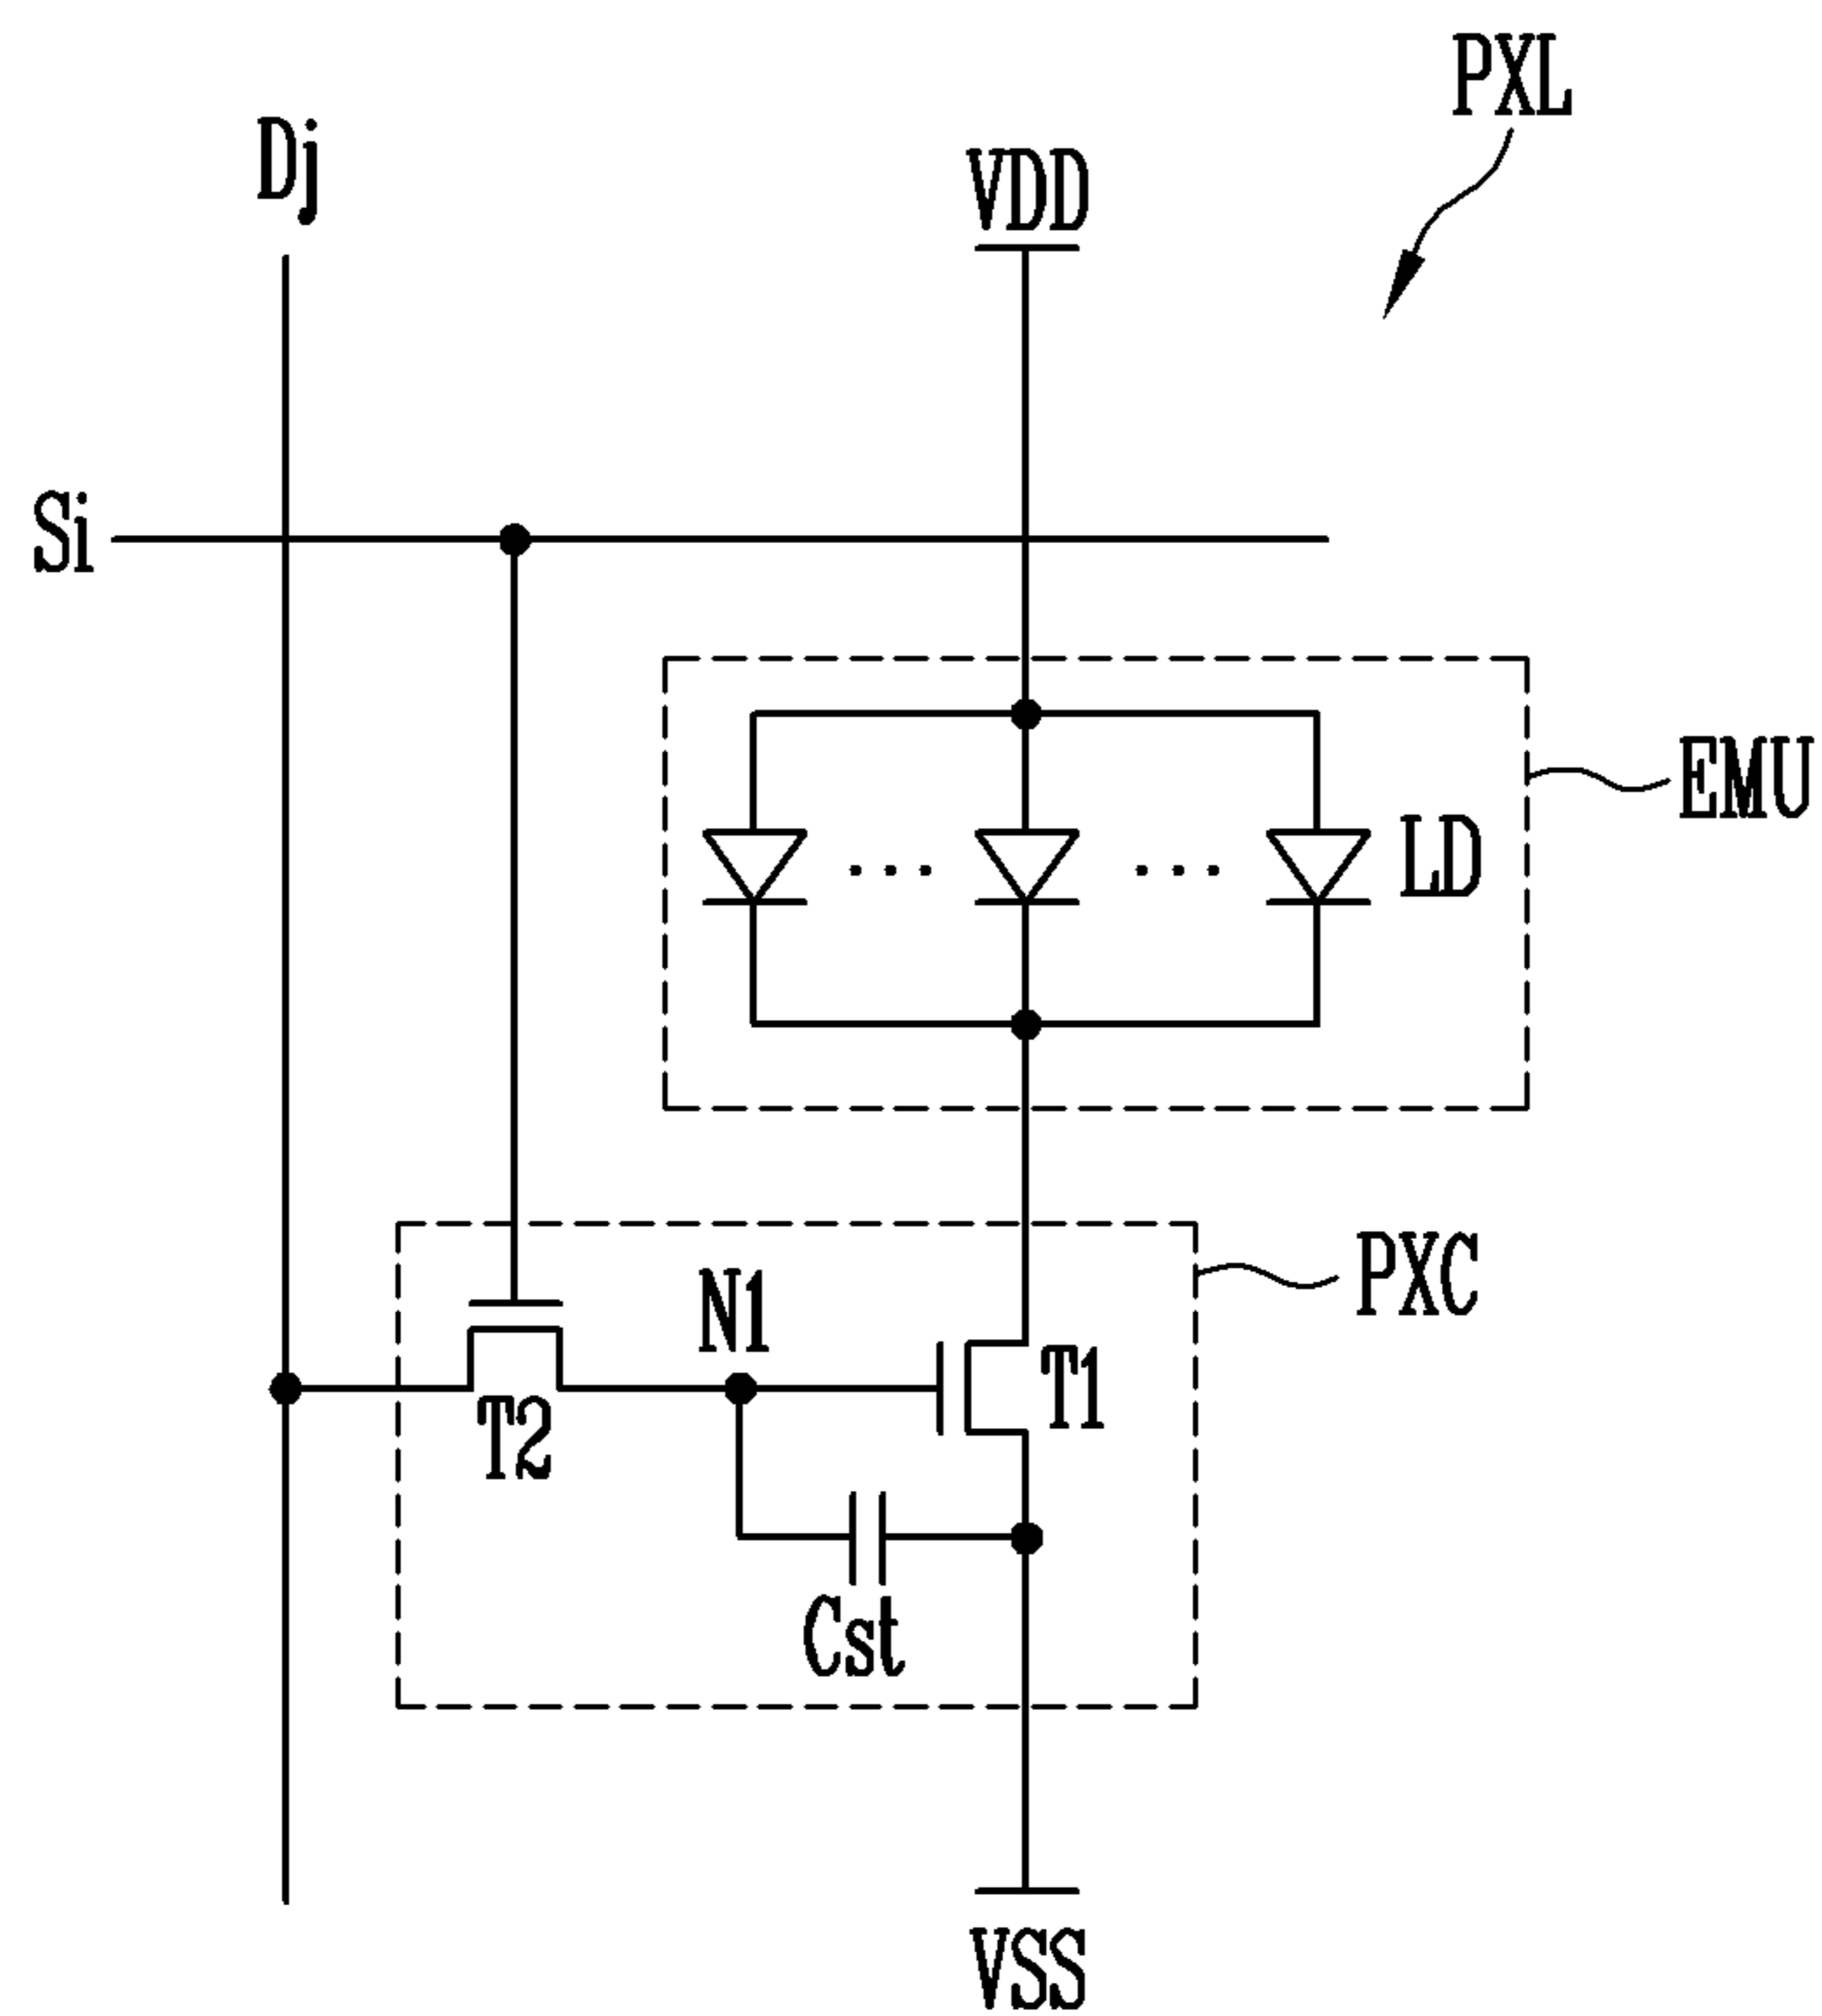 PXL
Dj
VDD
Si
EMU
LD
PXC
N1
T1
T2
Cst
VSS